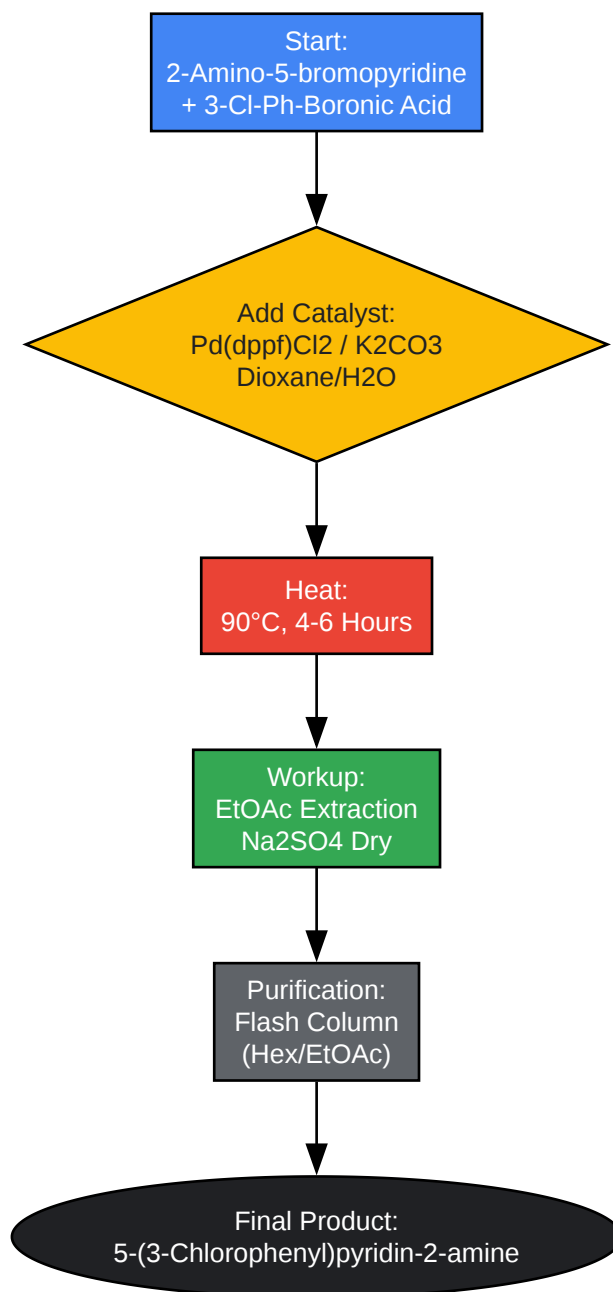 Start:
2-Amino-5-bromopyridine
+ 3-Cl-Ph-Boronic Acid
Add Catalyst:
Pd(dppf)Cl2 / K2CO3
Dioxane/H2O
Heat:
90°C, 4-6 Hours
Workup:
EtOAc Extraction
Na2SO4 Dry
Purification:
Flash Column
(Hex/EtOAc)
Final Product:
5-(3-Chlorophenyl)pyridin-2-amine